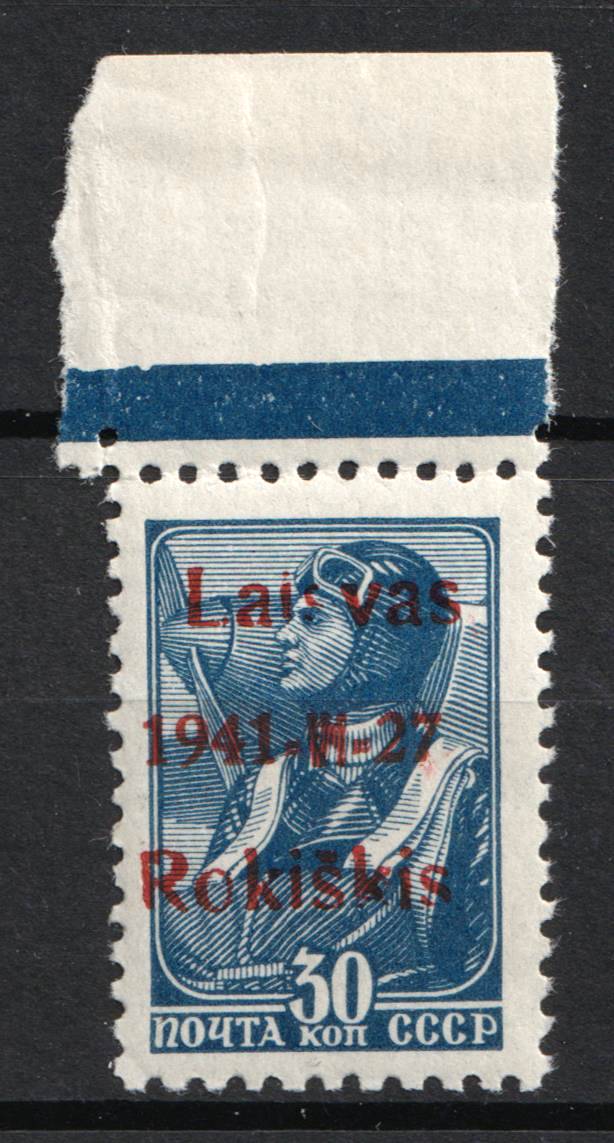 Laisvas
1941-VI-27
Rokiškis
30
ПОЧТА КОП СССР